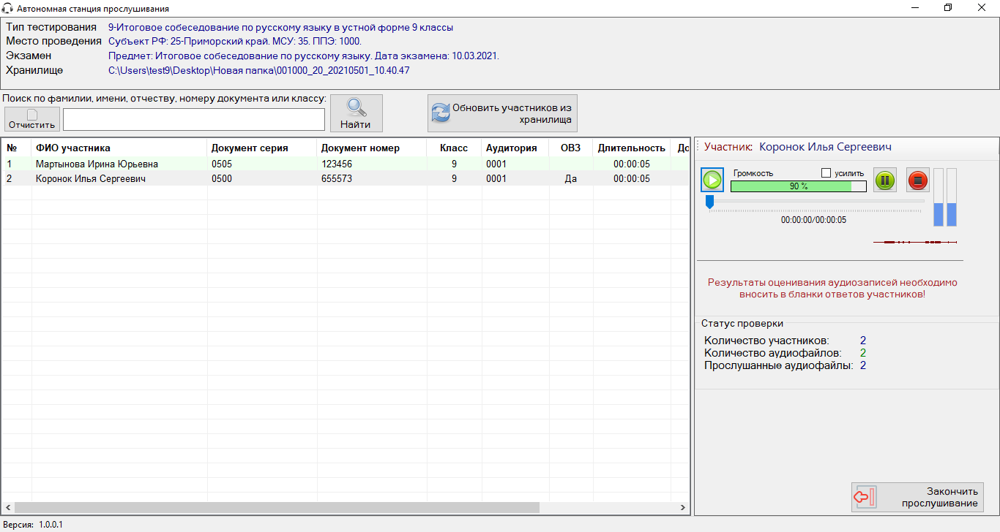 Автономная станция прослушивания
Тип тестирования 9-Итоговое собеседование по русскому языку в устной форме 9 классы
Место проведения Субъект РФ: 25-Приморский край. МСУ: 35. ППЭ: 1000.
Экзамен Предмет: Итоговое собеседование по русскому языку. Дата экзамена: 10.03.2021.
Хранилище C:\Users\test9\Desktop\Новая папка\001000_20_20210501_10.40.47
Поиск по фамилии, имени, отчеству, номеру документа или классу:
Отчистить
Найти
Обновить участников из
хранилища
№ ФИО участника Документ серия Документ номер Класс Аудитория ОВЗ Длительность До
1 Мартынова Ирина Юрьевна 0505 123456 9 0001 00:00:05
2 Коронок Илья Сергеевич 0500 655573 9 0001 Да 00:00:05
Участник: Коронок Илья Сергеевич
Громкость усилить
90 %
00:00:00/00:00:05
Результаты оценивания аудиозаписей необходимо
вносить в бланки ответов участников!
Статус проверки
Количество участников: 2
Количество аудиофайлов: 2
Прослушанные аудиофайлы: 2
Закончить
прослушивание
Версия: 1.0.0.1